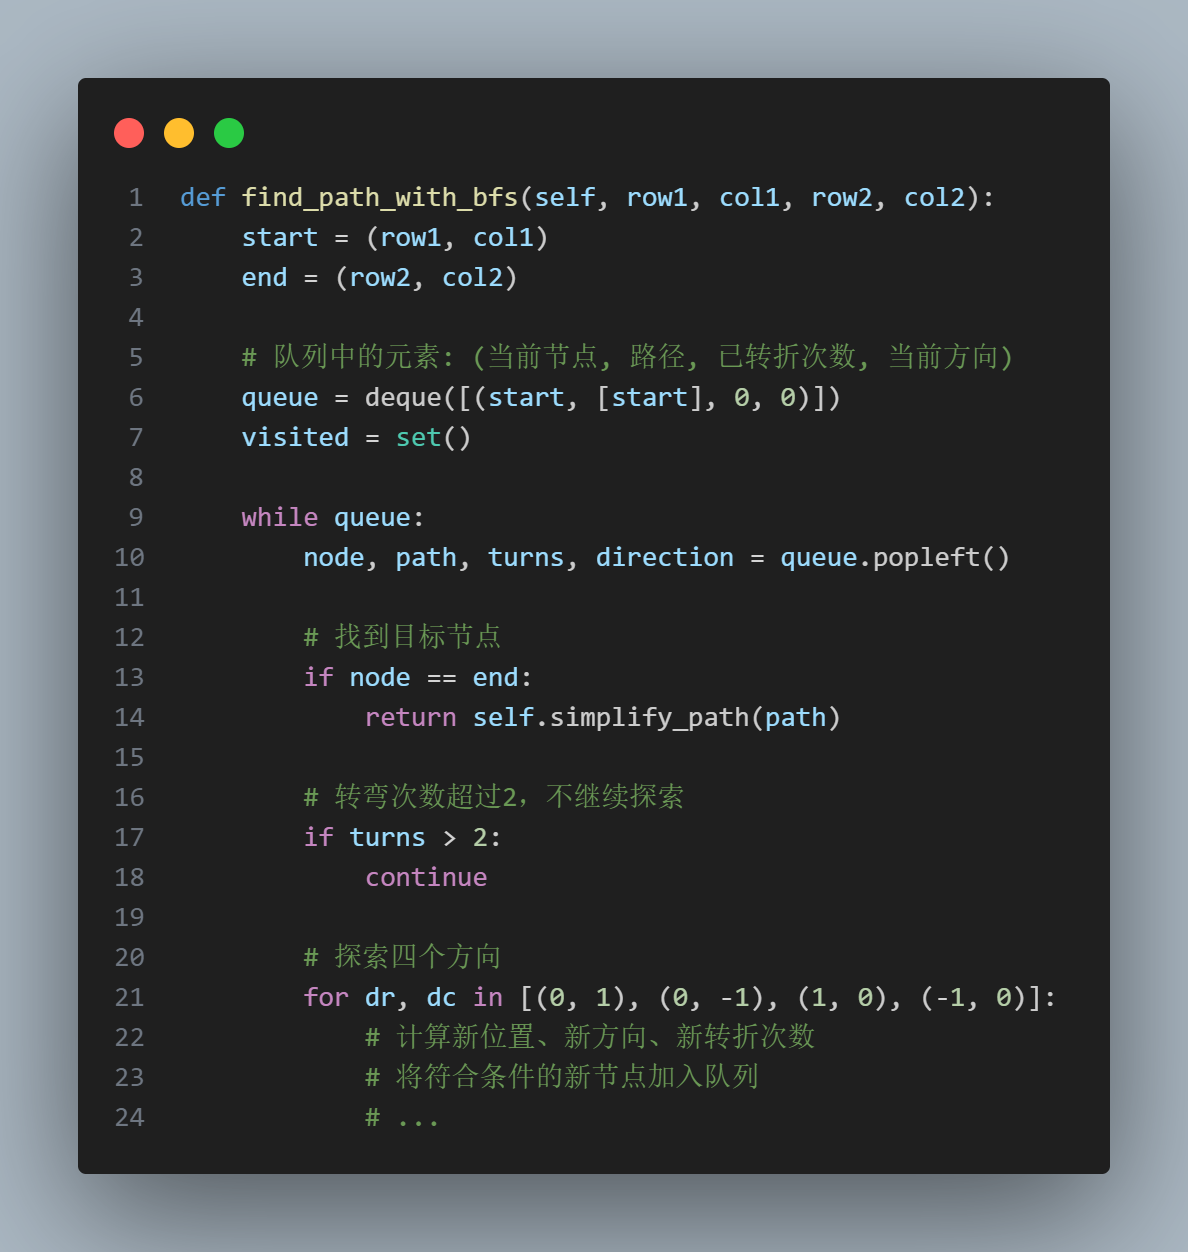 1 def find_path_with_bfs(self, row1, col1, row2, col2):
2     start = (row1, col1)
3     end = (row2, col2)
4
5     # 队列中的元素: (当前节点, 路径, 已转折次数, 当前方向)
6     queue = deque([(start, [start], 0, 0)])
7     visited = set()
8
9     while queue:
10         node, path, turns, direction = queue.popleft()
11
12         # 找到目标节点
13         if node == end:
14             return self.simplify_path(path)
15
16         # 转弯次数超过2，不继续探索
17         if turns > 2:
18             continue
19
20         # 探索四个方向
21         for dr, dc in [(0, 1), (0, -1), (1, 0), (-1, 0)]:
22             # 计算新位置、新方向、新转折次数
23             # 将符合条件的新节点加入队列
24             # ...